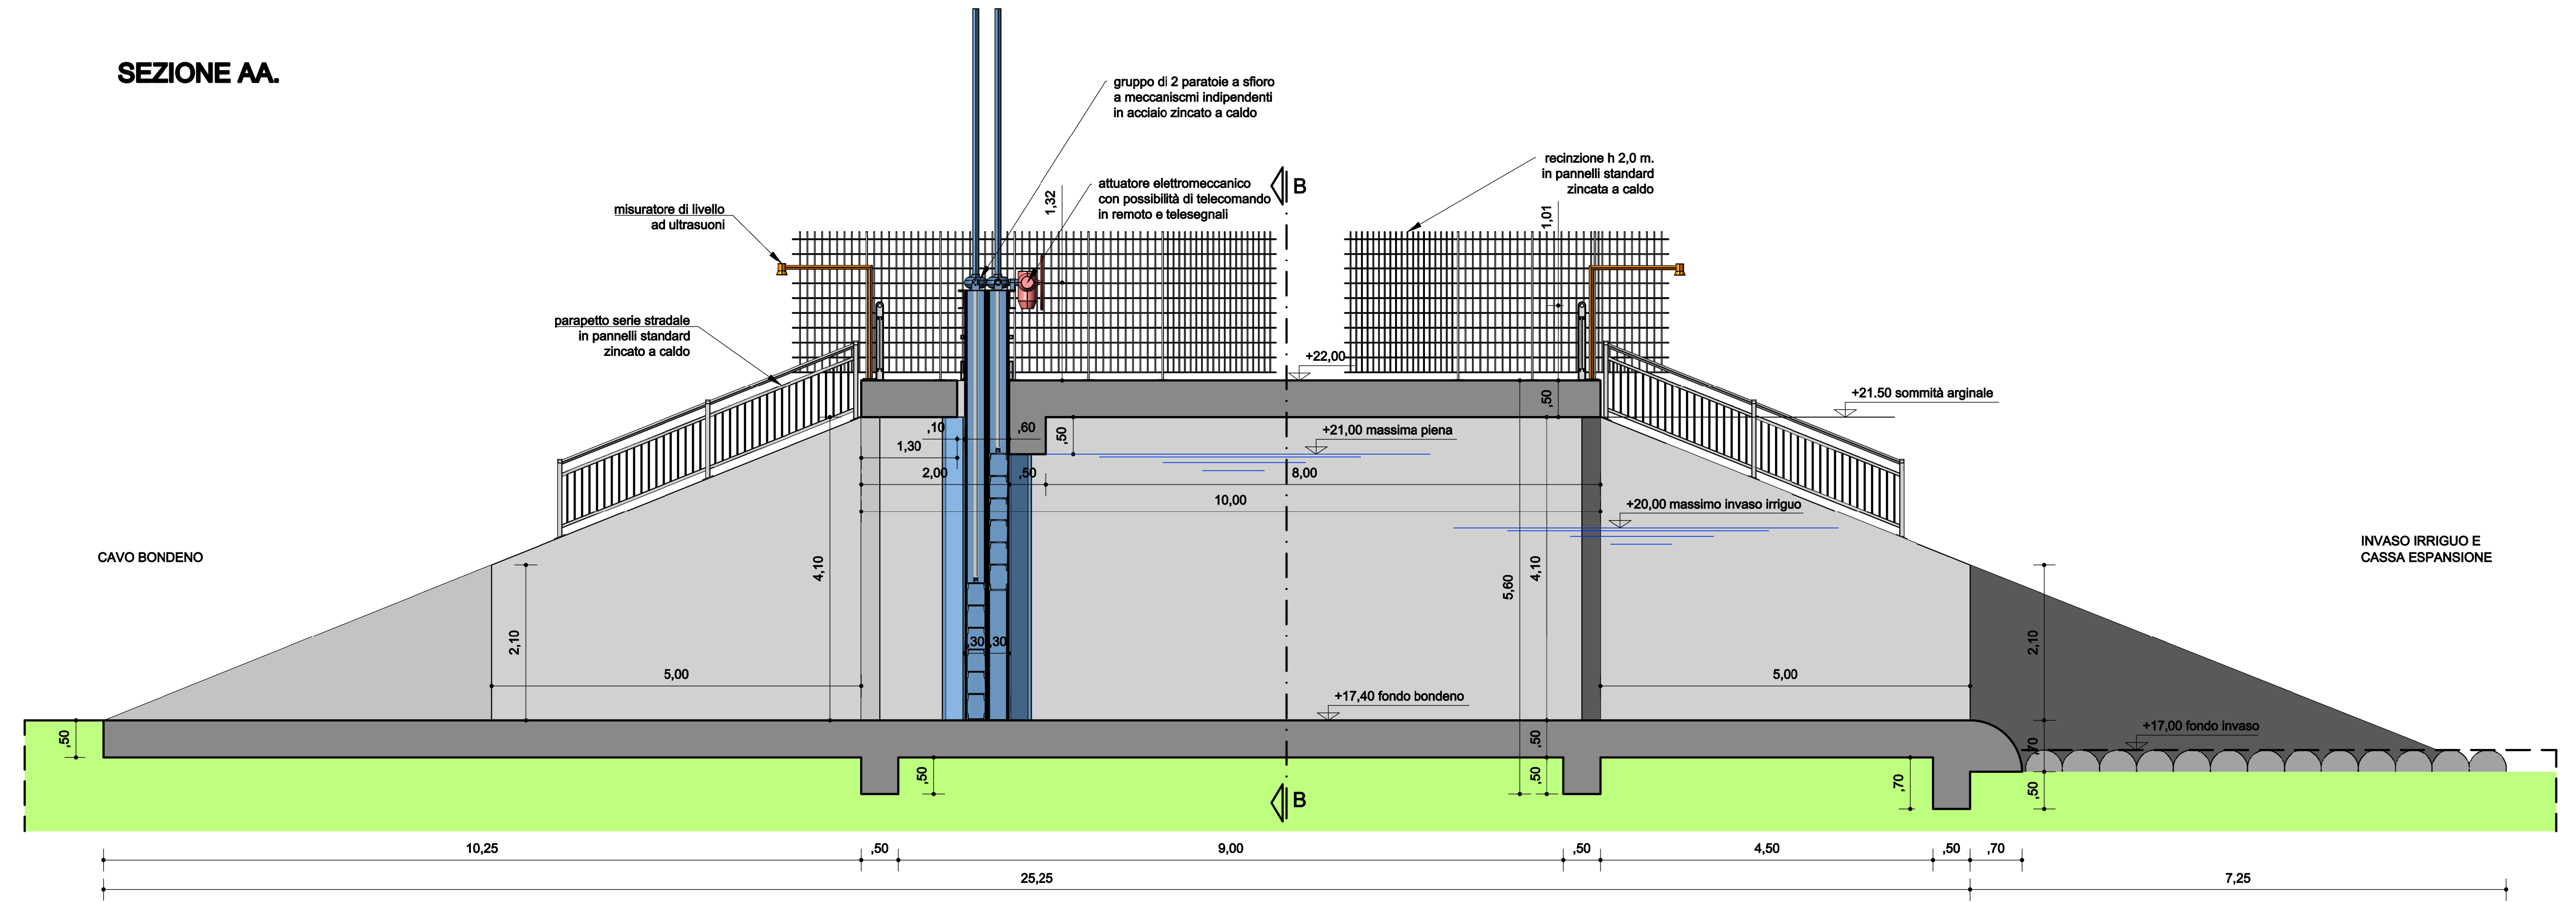 SEZIONE AA.
gruppo di 2 paratoie a sfioro
a meccaniscmi indipendenti
in acciaio zincato a caldo
attuatore elettromeccanico
con possibilità di telecomando
in remoto e telesegnali
B
recinzione h 2,0 m.
in pannelli standard
zincata a caldo
misuratore di livello
ad ultrasuoni
1,32
1,01
parapetto serie stradale
in pannelli standard
zincato a caldo
+22,00
+21.50 sommità arginale
,50
,10
,60
,50
+21,00 massima piena
1,30
2,00
,50
8,00
10,00
+20,00 massimo invaso irriguo
CAVO BONDENO
INVASO IRRIGUO E
CASSA ESPANSIONE
4,10
5,60
4,10
2,10
,30
,30
2,10
5,00
5,00
+17,40 fondo bondeno
+17,00 fondo invaso
,50
,50
,70
,50
,50
,70
,50
B
10,25
,50
9,00
,50
4,50
,50
,70
25,25
7,25